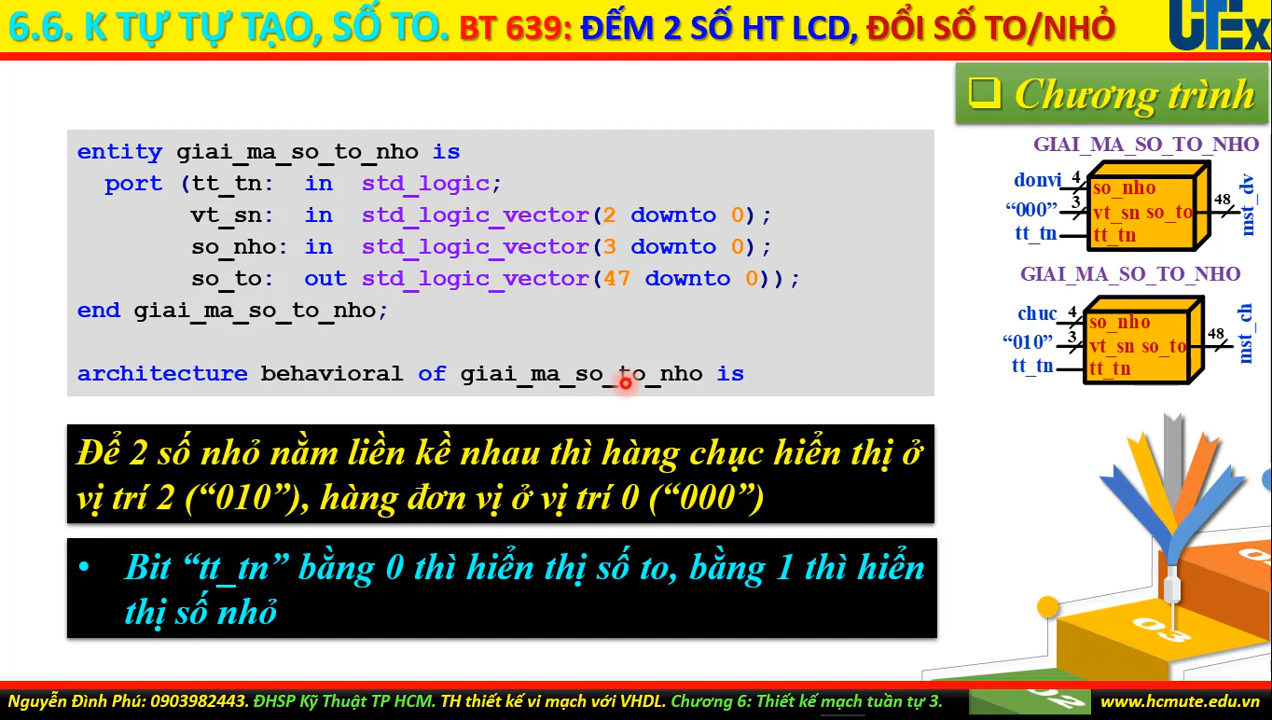 6.6. K TỰ TỰ TẠO, SỐ TO. BT 639: ĐẾM 2 SỐ HT LCD, ĐỔI SỐ TO/NHỎ
UTEx
Chương trình
entity giai_ma_so_to_nho is
port (tt_tn: in std_logic;
vt_sn: in std_logic_vector(2 downto 0);
so_nho: in std_logic_vector(3 downto 0);
so_to: out std_logic_vector(47 downto 0));
end giai_ma_so_to_nho;
architecture behavioral of giai_ma_so_to_nho is
GIAI_MA_SO_TO_NHO
donvi 4 so_nho
“000” 3 vt_sn so_to 48 mst_dv
tt_tn tt_tn
GIAI_MA_SO_TO_NHO
chuc 4 so_nho
“010” 3 vt_sn so_to 48 mst_ch
tt_tn tt_tn
Để 2 số nhỏ nằm liền kề nhau thì hàng chục hiển thị ở
vị trí 2 (“010”), hàng đơn vị ở vị trí 0 (“000”)
• Bit “tt_tn” bằng 0 thì hiển thị số to, bằng 1 thì hiển
thị số nhỏ
03
02
Nguyễn Đình Phú: 0903982443. ĐHSP Kỹ Thuật TP HCM. TH thiết kế vi mạch với VHDL. Chương 6: Thiết kế mạch tuần tự 3.
www.hcmute.edu.vn